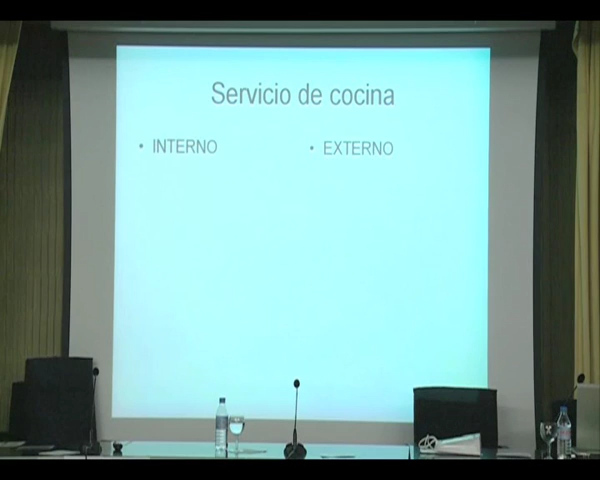 Servicio de cocina
• INTERNO
• EXTERNO